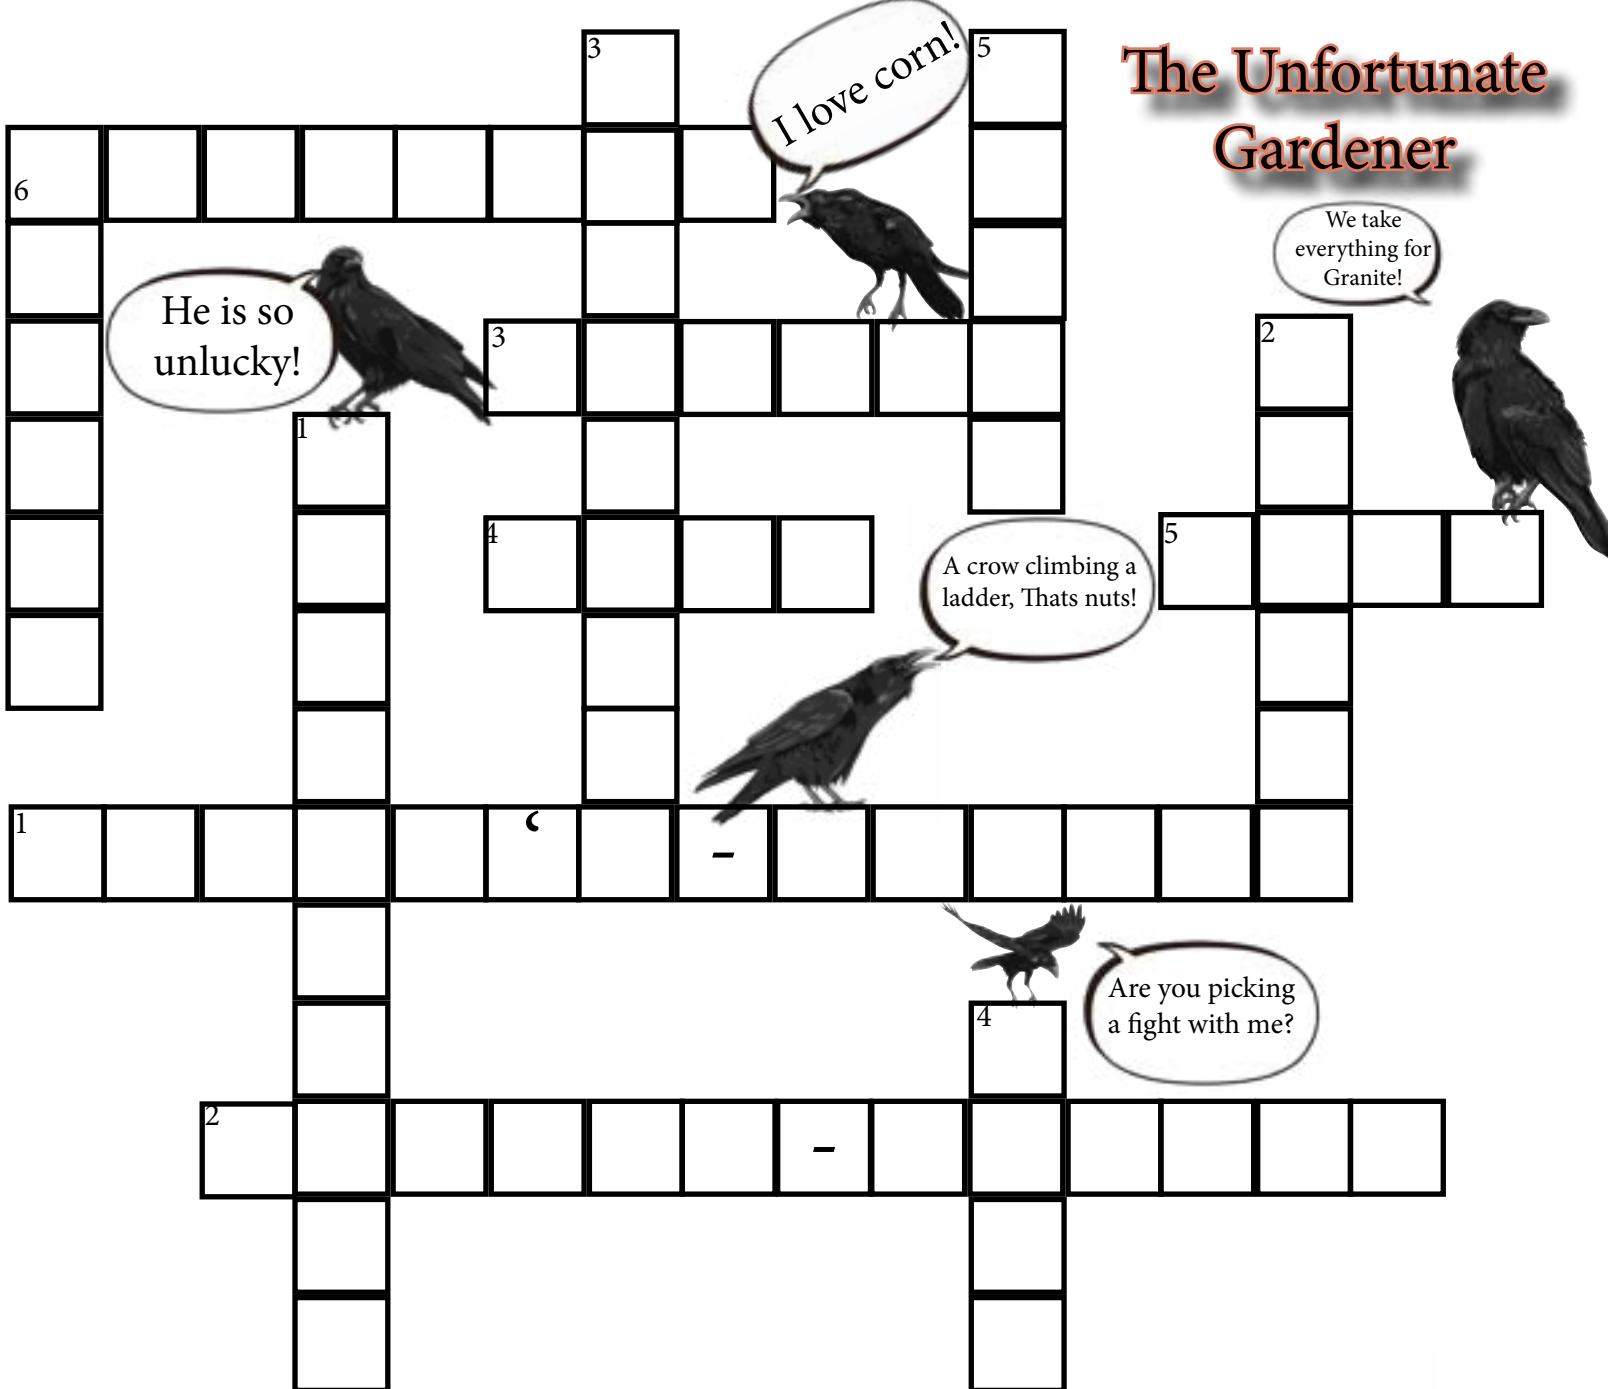 The Unfortunate
Gardener
3
I love corn!
5
6
We take
everything for
Granite!
He is so
unlucky!
3
2
1
4
A crow climbing a
ladder, Thats nuts!
5
1
‘
-
Are you picking
a fight with me?
4
2
-